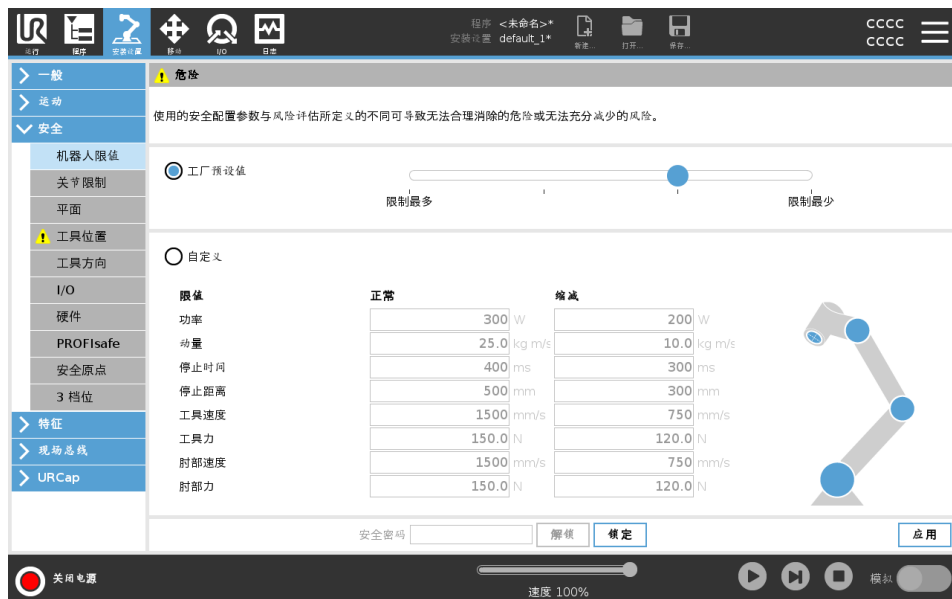 运行 程序 安装设置 移动 I/O 日志
程序 <未命名>*
安装设置 default_1*
新建... 打开... 保存...
CCCC
CCCC
一般
运动
安全
机器人限值
关节限制
平面
工具位置
工具方向
I/O
硬件
PROFIsafe
安全原点
3 档位
特征
现场总线
URCap
危险
使用的安全配置参数与风险评估所定义的不同可导致无法合理消除的危险或无法充分减少的风险。
工厂预设值
限制最多 限制最少
自定义
限值 正常 缩减
功率 300 W 200 W
动量 25.0 kg m/s 10.0 kg m/s
停止时间 400 ms 300 ms
停止距离 500 mm 300 mm
工具速度 1500 mm/s 750 mm/s
工具力 150.0 N 120.0 N
肘部速度 1500 mm/s 750 mm/s
肘部力 150.0 N 120.0 N
安全密码 解锁 锁定 应用
关闭电源
速度 100%
模拟